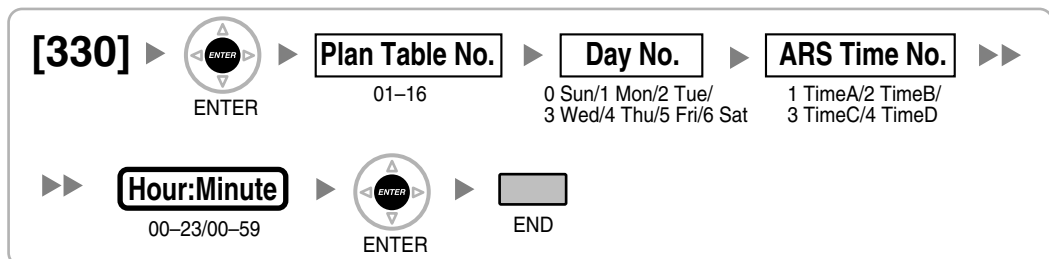 [330] ENTER Plan Table No. Day No. ARS Time No.
ENTER 01–16 0 Sun/1 Mon/2 Tue/ 1 TimeA/2 TimeB/
3 Wed/4 Thu/5 Fri/6 Sat 3 TimeC/4 TimeD
Hour:Minute ENTER
00–23/00–59 ENTER END